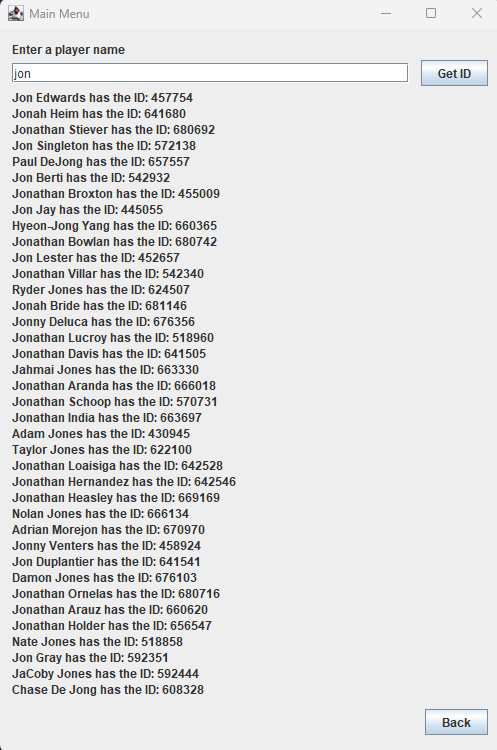 Main Menu
Enter a player name
jon
Get ID
Jon Edwards has the ID: 457754
Jonah Heim has the ID: 641680
Jonathan Stiever has the ID: 680692
Jon Singleton has the ID: 572138
Paul DeJong has the ID: 657557
Jon Berti has the ID: 542932
Jonathan Broxton has the ID: 455009
Jon Jay has the ID: 445055
Hyeon-Jong Yang has the ID: 660365
Jonathan Bowlan has the ID: 680742
Jon Lester has the ID: 452657
Jonathan Villar has the ID: 542340
Ryder Jones has the ID: 624507
Jonah Bride has the ID: 681146
Jonny Deluca has the ID: 676356
Jonathan Lucroy has the ID: 518960
Jonathan Davis has the ID: 641505
Jahmai Jones has the ID: 663330
Jonathan Aranda has the ID: 666018
Jonathan Schoop has the ID: 570731
Jonathan India has the ID: 663697
Adam Jones has the ID: 430945
Taylor Jones has the ID: 622100
Jonathan Loaisiga has the ID: 642528
Jonathan Hernandez has the ID: 642546
Jonathan Heasley has the ID: 669169
Nolan Jones has the ID: 666134
Adrian Morejon has the ID: 670970
Jonny Venters has the ID: 458924
Jon Duplantier has the ID: 641541
Damon Jones has the ID: 676103
Jonathan Ornelas has the ID: 680716
Jonathan Arauz has the ID: 660620
Jonathan Holder has the ID: 656547
Nate Jones has the ID: 518858
Jon Gray has the ID: 592351
JaCoby Jones has the ID: 592444
Chase De Jong has the ID: 608328
Back